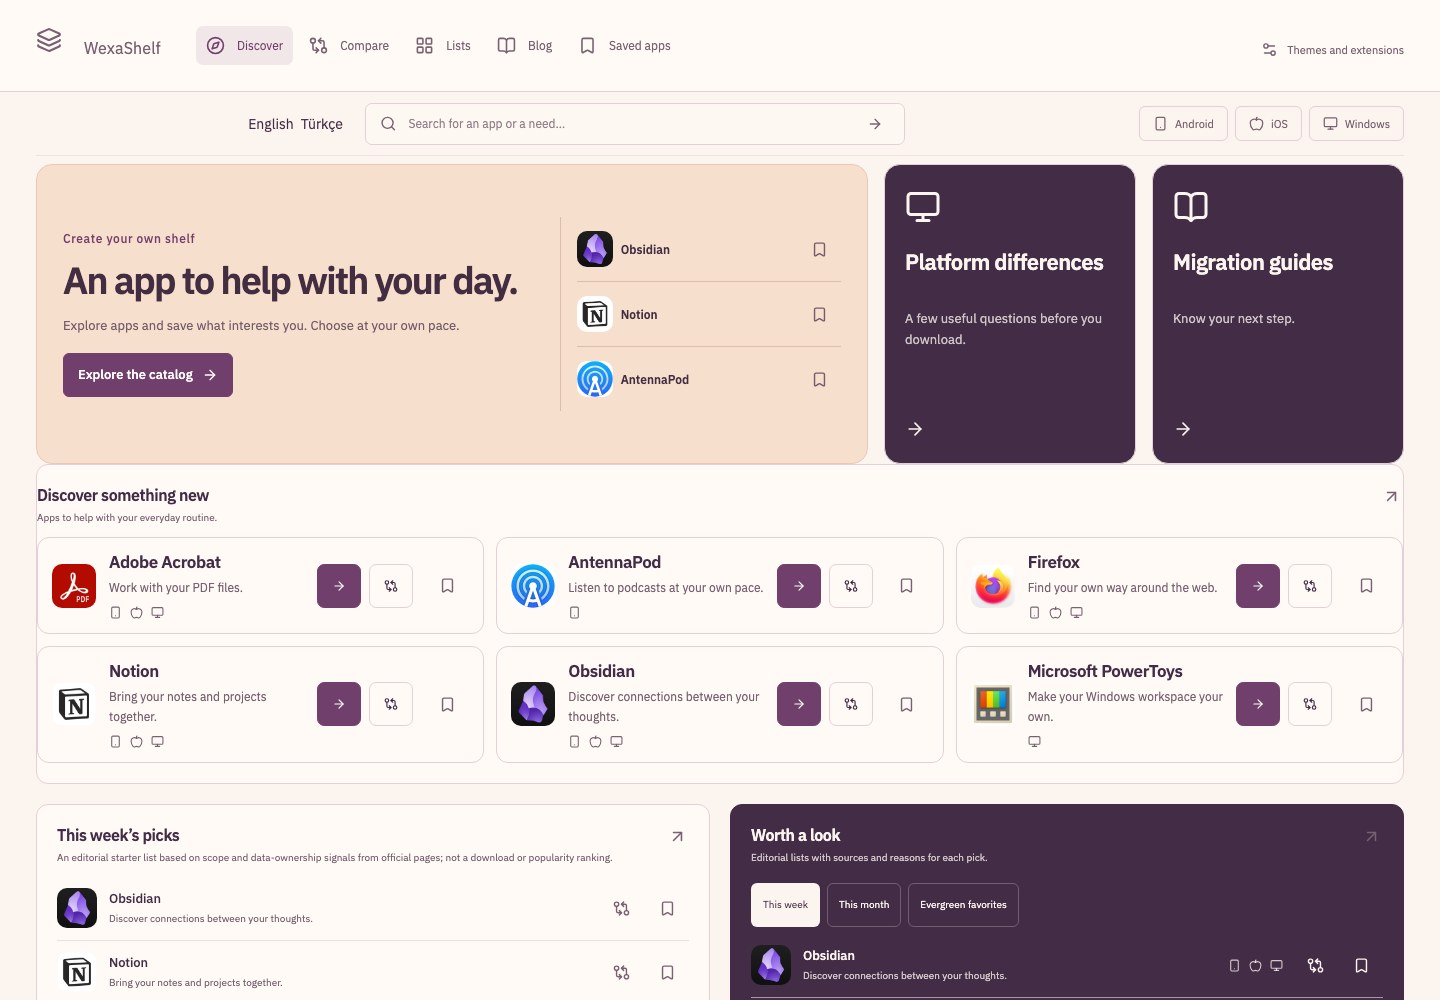 WexaShelf
Discover
Compare
Lists
Blog
Saved apps
Themes and extensions
English Türkçe
Search for an app or a need...
Android
iOS
Windows
Create your own shelf
An app to help with your day.
Explore apps and save what interests you. Choose at your own pace.
Explore the catalog
Obsidian
Notion
AntennaPod
Platform differences
A few useful questions before you
download.
Migration guides
Know your next step.
Discover something new
Apps to help with your everyday routine.
Adobe Acrobat
Work with your PDF files.
PDF
AntennaPod
Listen to podcasts at your own pace.
Firefox
Find your own way around the web.
Notion
Bring your notes and projects
together.
Obsidian
Discover connections between your
thoughts.
Microsoft PowerToys
Make your Windows workspace your
own.
This week’s picks
An editorial starter list based on scope and data-ownership signals from official pages; not a download or popularity ranking.
Obsidian
Discover connections between your thoughts.
Notion
Bring your notes and projects together.
Worth a look
Editorial lists with sources and reasons for each pick.
This week
This month
Evergreen favorites
Obsidian
Discover connections between your thoughts.